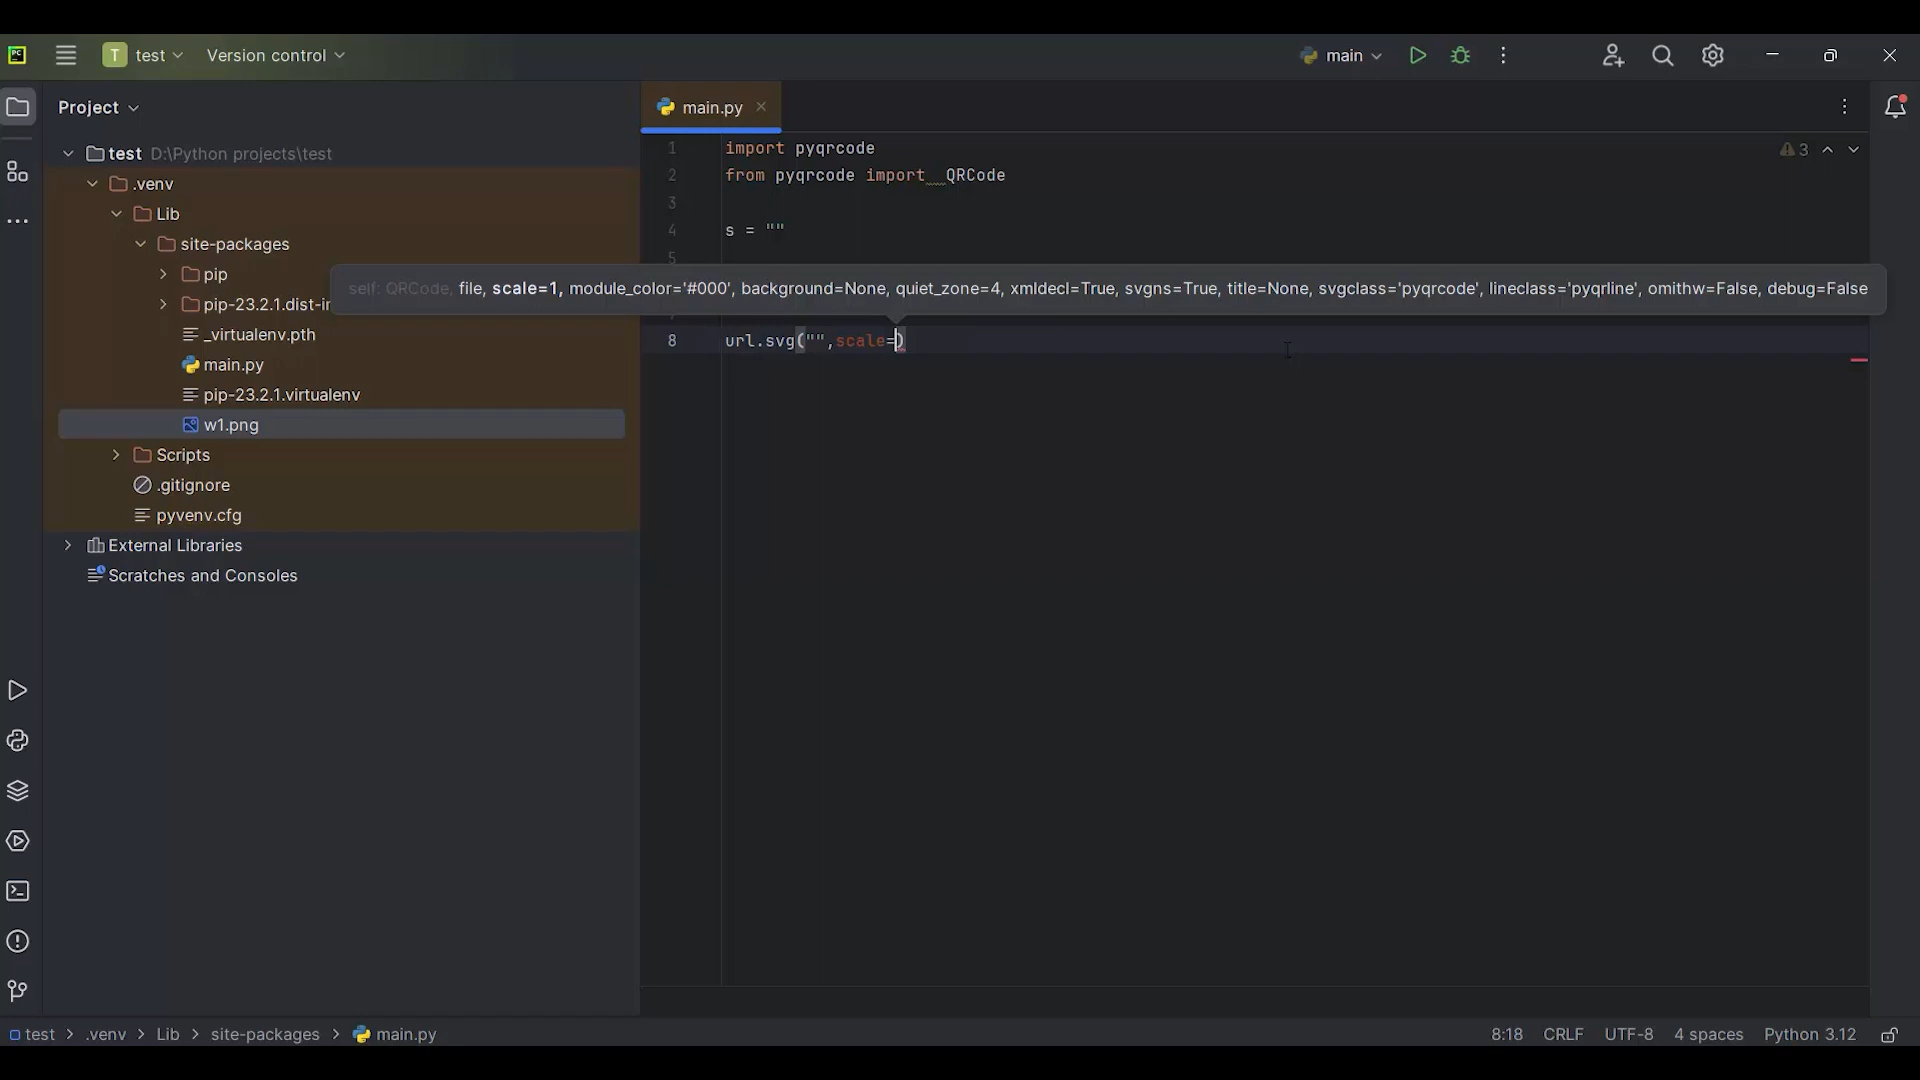 PC
T test
Version control
main
Project
main.py
test D:\Python projects\test
.venv
Lib
site-packages
pip
pip-23.2.1.dist-in
_virtualenv.pth
main.py
pip-23.2.1.virtualenv
w1.png
Scripts
.gitignore
pyvenv.cfg
External Libraries
Scratches and Consoles
1 import pyqrcode
2 from pyqrcode import QRCode
3
4 s = ""
5
self: QRCode, file, scale=1, module_color='#000', background=None, quiet_zone=4, xmldecl=True, svgns=True, title=None, svgclass='pyqrcode', lineclass='pyqrline', omithw=False, debug=False
8 url.svg("",scale=)
3
test > .venv > Lib > site-packages > main.py
8:18 CRLF UTF-8 4 spaces Python 3.12